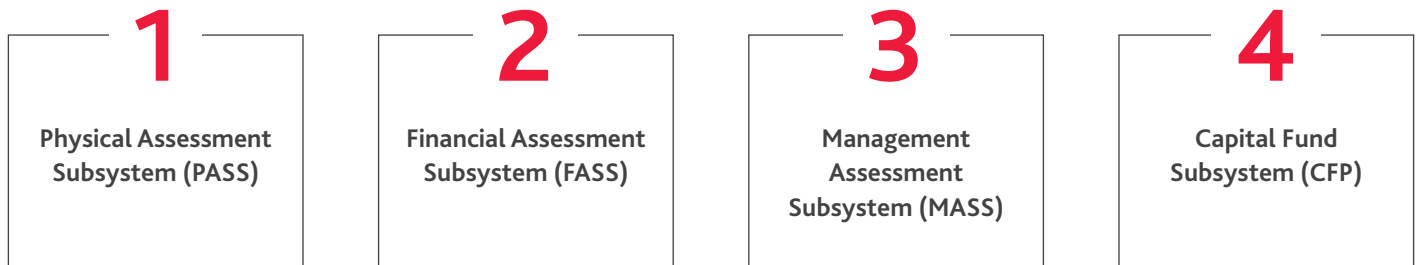 1
Physical Assessment
Subsystem (PASS)
2
Financial Assessment
Subsystem (FASS)
3
Management
Assessment
Subsystem (MASS)
4
Capital Fund
Subsystem (CFP)